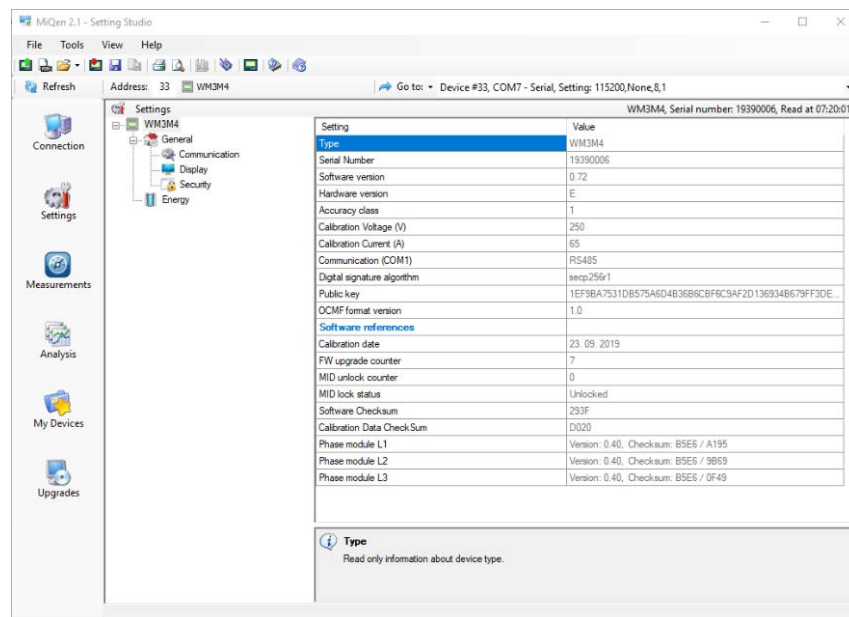 MiQen 2.1 - Setting Studio
File Tools View Help
Refresh Address: 33 WM3M4 Go to: Device #33, COM7 - Serial, Setting: 115200,None,8,1
Settings WM3M4, Serial number: 19390006, Read at 07:20:01
Connection
Settings
Measurements
Analysis
My Devices
Upgrades
WM3M4
General
Communication
Display
Security
Energy
Setting Value
Type WM3M4
Serial Number 19390006
Software version 0.72
Hardware version E
Accuracy class 1
Calibration Voltage (V) 250
Calibration Current (A) 65
Communication (COM1) RS485
Digital signature algorithm secp256r1
Public key 1EF9BA7531DB575A6D4B36B6CBF6C9AF2D136934B679FF3DE...
OCMF format version 1.0
Software references
Calibration date 23. 09. 2019
FW upgrade counter 7
MID unlock counter 0
MID lock status Unlocked
Software Checksum 293F
Calibration Data CheckSum D020
Phase module L1 Version: 0.40, Checksum: B5E6 / A195
Phase module L2 Version: 0.40, Checksum: B5E6 / 9B69
Phase module L3 Version: 0.40, Checksum: B5E6 / 0F49
Type
Read only information about device type.